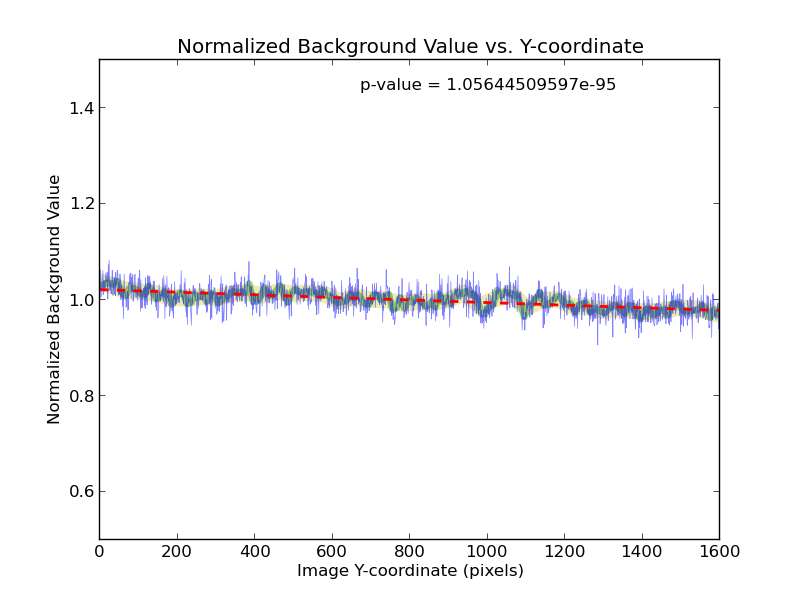 Normalized Background Value vs. Y-coordinate
p-value = 1.05644509597e-95
Normalized Background Value
1.4
1.2
1.0
0.8
0.6
0 200 400 600 800 1000 1200 1400 1600
Image Y-coordinate (pixels)